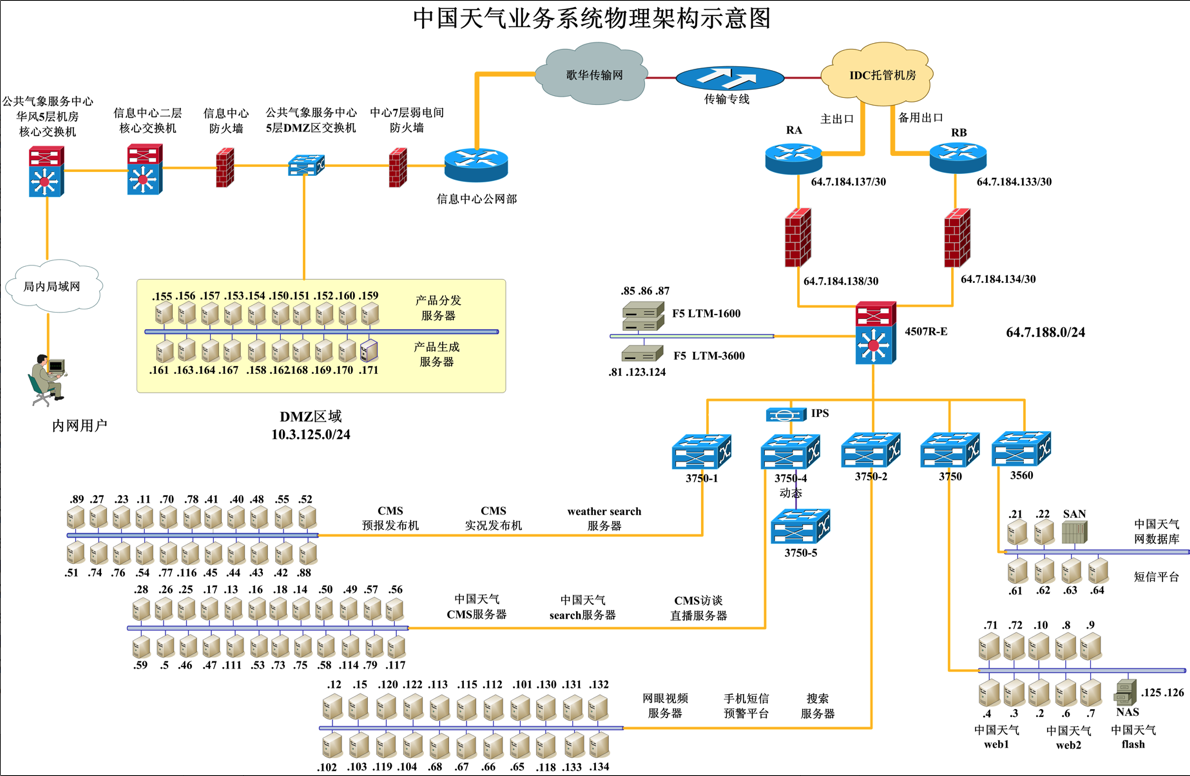 中国天气业务系统物理架构示意图
歌华传输网
传输专线
IDC托管机房
主出口
备用出口
RA
RB
64.7.184.137/30
64.7.184.133/30
64.7.184.138/30
64.7.184.134/30
公共气象服务中心
华风5层机房
核心交换机
信息中心二层
核心交换机
信息中心
防火墙
公共气象服务中心
5层DMZ区交换机
中心7层弱电间
防火墙
信息中心公网部
局内局域网
内网用户
.155 .156 .157 .153 .154 .150 .151 .152 .160 .159
产品分发
服务器
产品生成
服务器
.161 .163 .164 .167 .158 .162 .168 .169 .170 .171
DMZ区域
10.3.125.0/24
.85 .86 .87
F5 LTM-1600
F5 LTM-3600
.81 .123.124
4507R-E
64.7.188.0/24
IPS
3750-1
3750-4
动态
3750-2
3750
3560
3750-5
.89 .27 .23 .11 .70 .78 .41 .40 .48 .55 .52
CMS
预报发布机
CMS
实况发布机
weather search
服务器
.51 .74 .76 .54 .77 .116 .45 .44 .43 .42 .88
.28 .26 .25 .17 .13 .16 .18 .14 .50 .49 .57 .56
中国天气
CMS服务器
中国天气
search服务器
CMS访谈
直播服务器
.59 .5 .46 .47 .111 .53 .73 .75 .58 .114 .79 .117
.12 .15 .120 .122 .113 .115 .112 .101 .130 .131 .132
网眼视频
服务器
手机短信
预警平台
搜索
服务器
.102 .103 .119 .104 .68 .67 .66 .65 .118 .133 .134
.21 .22 SAN
中国天气
网数据库
短信平台
.61 .62 .63 .64
.71 .72 .10 .8 .9
.125 .126
.4 .3 .2 .6 .7 NAS
中国天气
web1
中国天气
web2
中国天气
flash